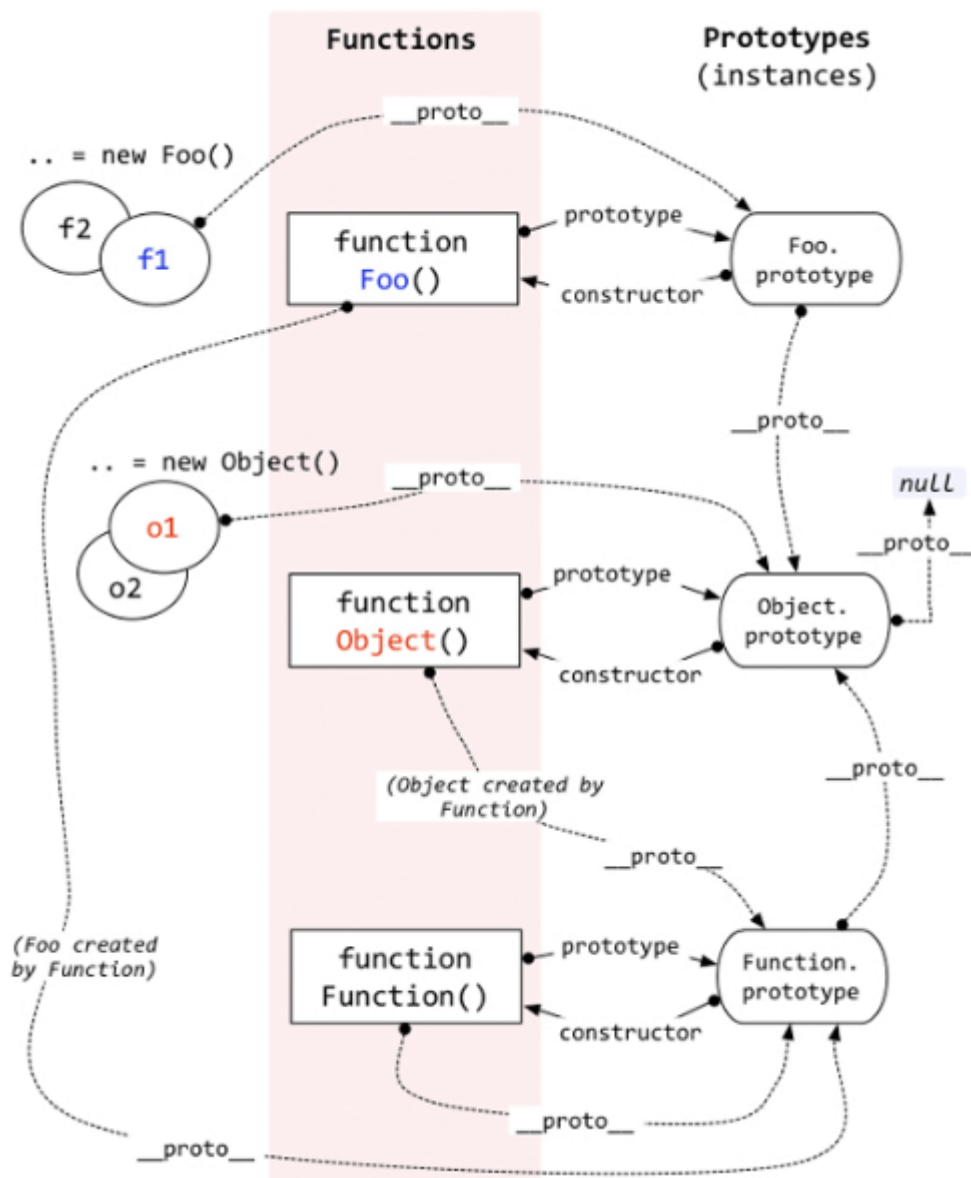 Functions
Prototypes
(instances)
__proto__
.. = new Foo()
f2
f1
function
Foo()
prototype
constructor
Foo.
prototype
__proto__
.. = new Object()
__proto__
null
o1
o2
__proto__
function
Object()
prototype
constructor
Object.
prototype
(Object created by
Function)
__proto__
__proto__
(Foo created
by Function)
function
Function()
prototype
constructor
Function.
prototype
__proto__
__proto__